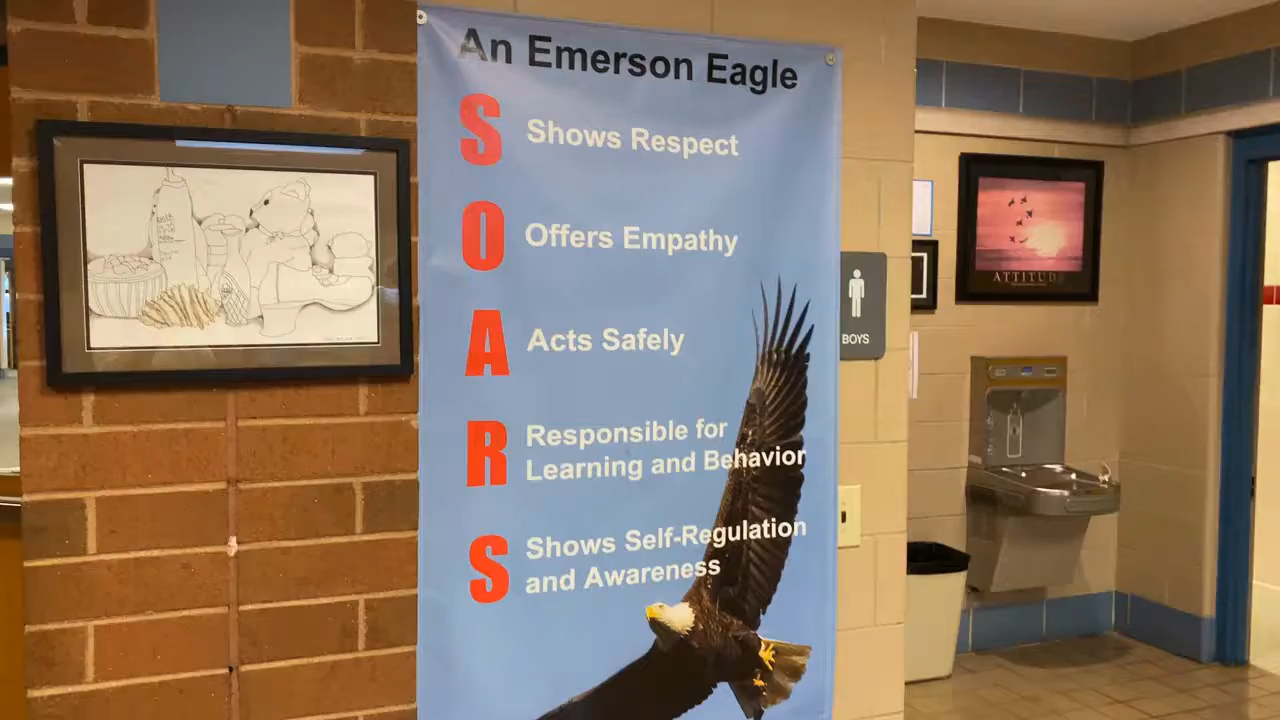 An Emerson Eagle
S Shows Respect
O Offers Empathy
A Acts Safely
R Responsible for
Learning and Behavior
S Shows Self-Regulation
and Awareness
BOYS
ATTITUDE